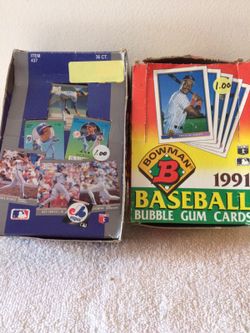 ITEM
437
36 CT.
1.00
1.00
BOWMAN
B
1991
BASEBALL
BUBBLE GUM CARDS